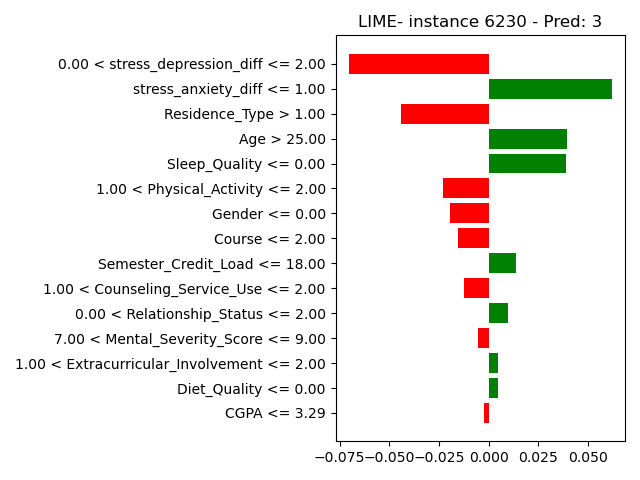 LIME- instance 6230 - Pred: 3
0.00 < stress_depression_diff <= 2.00
stress_anxiety_diff <= 1.00
Residence_Type > 1.00
Age > 25.00
Sleep_Quality <= 0.00
1.00 < Physical_Activity <= 2.00
Gender <= 0.00
Course <= 2.00
Semester_Credit_Load <= 18.00
1.00 < Counseling_Service_Use <= 2.00
0.00 < Relationship_Status <= 2.00
7.00 < Mental_Severity_Score <= 9.00
1.00 < Extracurricular_Involvement <= 2.00
Diet_Quality <= 0.00
CGPA <= 3.29
−0.075 −0.050 −0.025 0.000 0.025 0.050